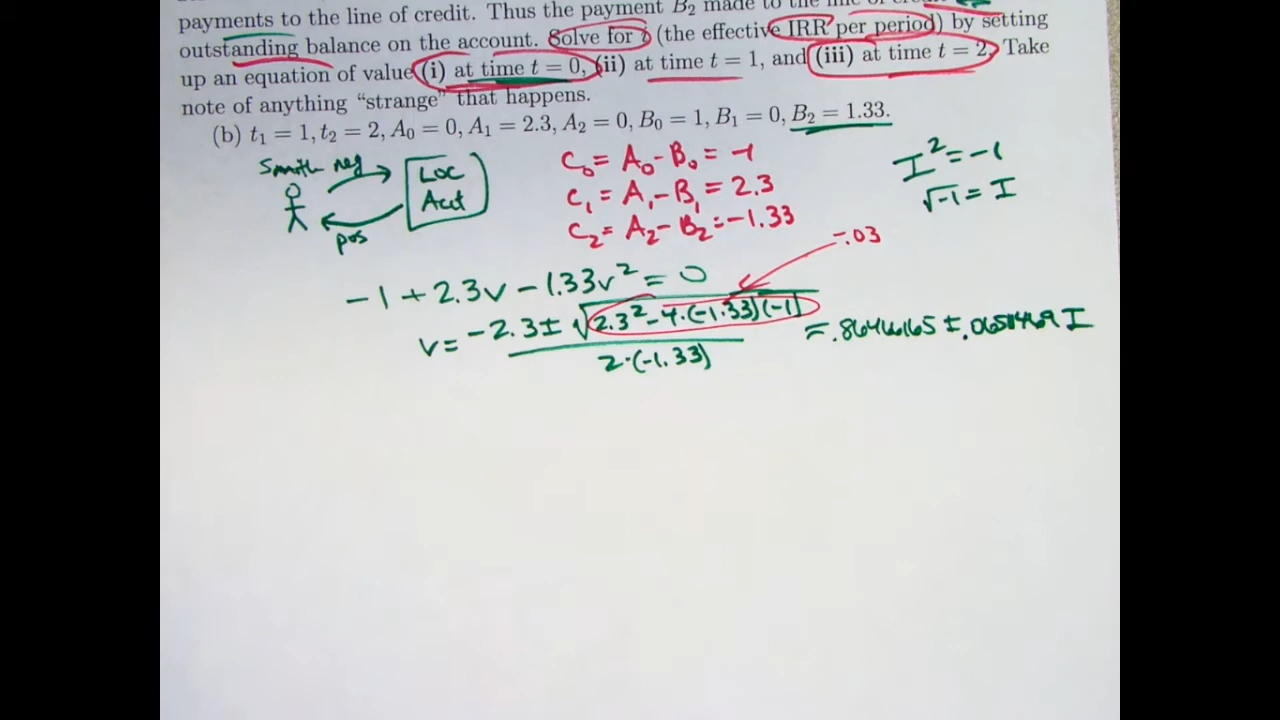 payments to the line of credit. Thus the payment B₂ made to the line of credit
outstanding balance on the account. Solve for i (the effective IRR per period) by setting
up an equation of value (i) at time t = 0, (ii) at time t = 1, and (iii) at time t = 2. Take
note of anything “strange” that happens.
(b) t₁ = 1, t₂ = 2, A₀ = 0, A₁ = 2.3, A₂ = 0, B₀ = 1, B₁ = 0, B₂ = 1.33.
Smith neg
LOC
Acct
pos
C₀ = A₀ - B₀ = -1
C₁ = A₁ - B₁ = 2.3
C₂ = A₂ - B₂ = -1.33
I² = -1
√-1 = I
-.03
-1 + 2.3v - 1.33v² = 0
v = (-2.3 ± √(2.3² - 4·(-1.33)(-1))) / (2·(-1.33)) = .86466165 ± .0651469 I